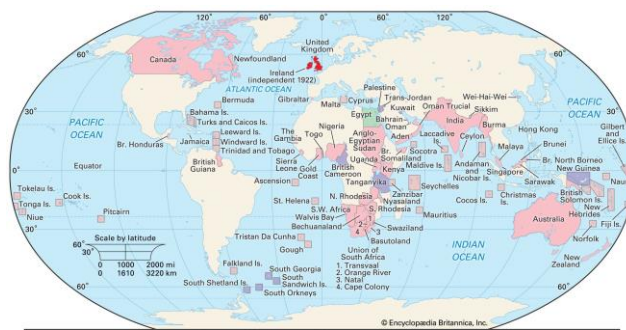 120°
60°
0°
60°
120°
60°
60°
Canada
Newfoundland
United
Kingdom
Ireland
(independent 1922)
ATLANTIC OCEAN
Bermuda
Gibraltar
Malta
Cyprus
Palestine
Trans-Jordan
Kuwait
Oman Trucial
Wei-Hai-Wei
Sikkim
30°
30°
PACIFIC
OCEAN
PACIFIC
OCEAN
Bahama Is.
Turks and Caicos Is.
Br. Honduras
Jamaica
Leeward Is.
Windward Is.
Trinidad and Tobago
British
Guiana
The
Gambia
Togo
Nigeria
Sierra
Leone
Gold
Coast
Egypt
Bahrain
Oman
Aden
India
Burma
Hong Kong
Anglo-
Egyptian
Sudan
Br.
Somaliland
Uganda
Kenya
British
Cameroon
Tanganyika
Laccadive
Is.
Ceylon
Socotra
Maldive Is.
Andaman
and
Nicobar Is.
Malaya
Singapore
Brunei
Br. North Borneo
Sarawak
New Guinea
Gilbert and
Ellice Is.
Nauru
Equator
0°
0°
Tokelau Is.
Tonga Is.
Cook Is.
Niue
Pitcairn
Ascension
St. Helena
N. Rhodesia
S.W. Africa
Walvis Bay
Bechuanaland
Zanzibar
Nyasaland
S. Rhodesia
Seychelles
Mauritius
Swaziland
Basutoland
Cocos Is.
Christmas
Is.
British
Solomon Is.
New
Hebrides
Fiji Is.
Australia
Norfolk
New
Zealand
30°
Scale by latitude
60°
30°
0
1000
2000 mi
0
1610
3220 km
Tristan Da Cunha
Gough
Union of
South Africa
1. Transvaal
2. Orange River
3. Natal
4. Cape Colony
1
2
3
4
INDIAN
OCEAN
Falkland Is.
South Georgia
South
Sandwich Is.
South Shetland Is.
South Orkneys
60°
60°
© Encyclopædia Britannica, Inc.